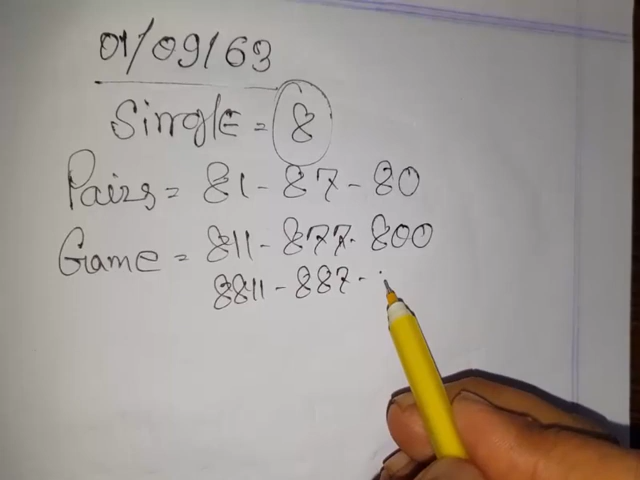 01/09/63
Single = 8
Pairs = 81 - 87 - 80
Game = 811 - 877 - 800
8811 - 887 -